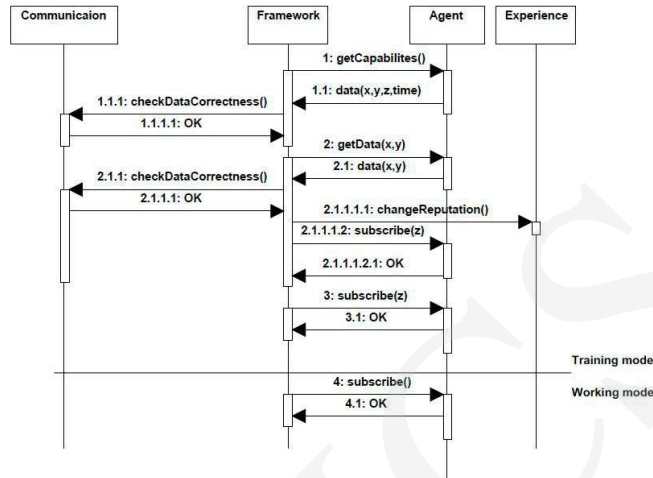 Communicaion Framework Agent Experience
1: getCapabilites()
1.1: data(x,y,z,time)
1.1.1: checkDataCorrectness()
1.1.1.1: OK
2: getData(x,y)
2.1: data(x,y)
2.1.1: checkDataCorrectness()
2.1.1.1: OK
2.1.1.1.1: changeReputation()
2.1.1.1.2: subscribe(z)
2.1.1.1.2.1: OK
3: subscribe(z)
3.1: OK
Training mode
4: subscribe()
Working mode
4.1: OK